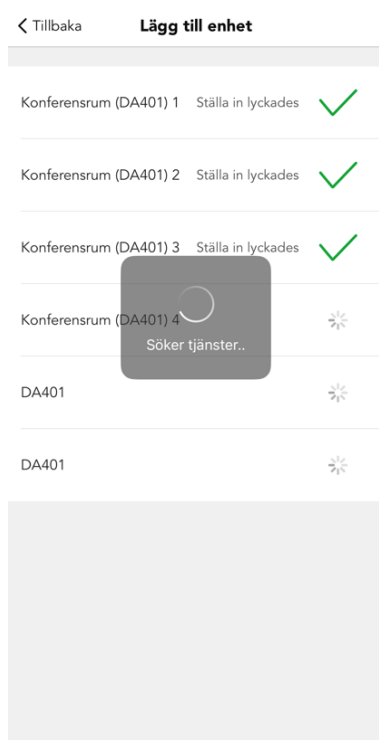 Tillbaka Lägg till enhet
Konferensrum (DA401) 1 Ställa in lyckades
Konferensrum (DA401) 2 Ställa in lyckades
Konferensrum (DA401) 3 Ställa in lyckades
Konferensrum (DA401) 4
Söker tjänster..
DA401
DA401